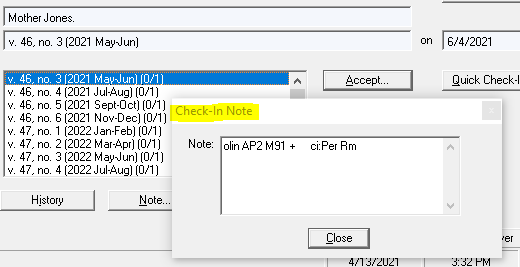 Mother Jones.
v. 46, no. 3 (2021 May-Jun)
on
6/4/2021
v. 46, no. 3 (2021 May-Jun) (0/1)
v. 46, no. 4 (2021 Jul-Aug) (0/1)
v. 46, no. 5 (2021 Sept-Oct) (0/1)
v. 46, no. 6 (2021 Nov-Dec) (0/1)
v. 47, no. 1 (2022 Jan-Feb) (0/1)
v. 47, no. 2 (2022 Mar-Apr) (0/1)
v. 47, no. 3 (2022 May-Jun) (0/1)
v. 47, no. 4 (2022 Jul-Aug) (0/1)
Accept...
Quick Check-I
History
Note...
Check-In Note
Note:
olin AP2 M91 + ci:Per Rm
Close
ver
4/13/2021
3:32 PM